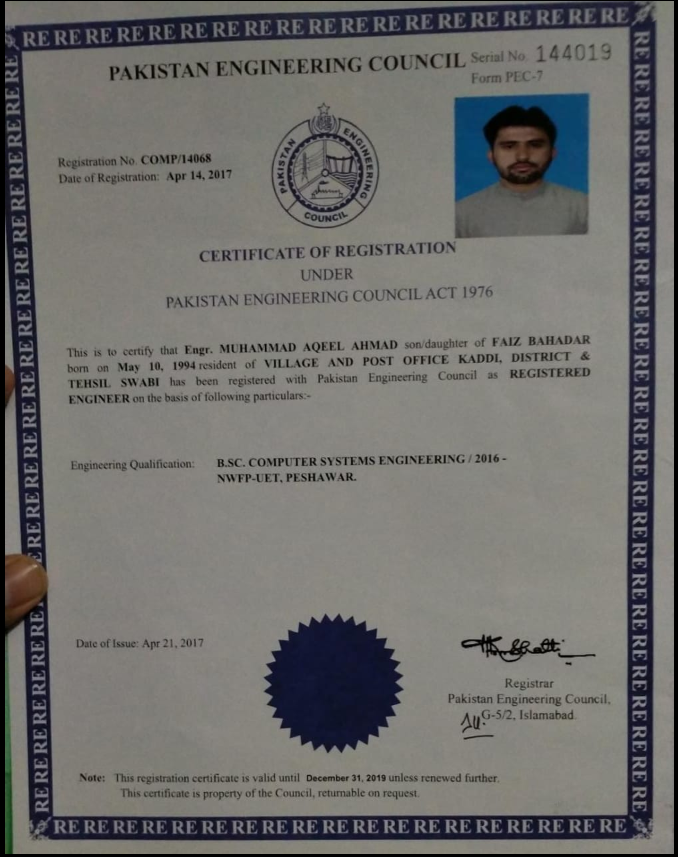 RE RE RE RE RE RE RE RE RE RE RE RE RE RE RE RE RE RE RE RE
PAKISTAN ENGINEERING COUNCIL
Serial No. 144019
Form PEC-7
Registration No. COMP/14068
Date of Registration: Apr 14, 2017
PAKISTAN ENGINEERING COUNCIL
CERTIFICATE OF REGISTRATION
UNDER
PAKISTAN ENGINEERING COUNCIL ACT 1976
This is to certify that Engr. MUHAMMAD AQEEL AHMAD son/daughter of FAIZ BAHADAR
born on May 10, 1994 resident of VILLAGE AND POST OFFICE KADDI, DISTRICT &
TEHSIL SWABI has been registered with Pakistan Engineering Council as REGISTERED
ENGINEER on the basis of following particulars:-
Engineering Qualification: B.SC. COMPUTER SYSTEMS ENGINEERING / 2016 -
NWFP-UET, PESHAWAR.
Date of Issue: Apr 21, 2017
Registrar
Pakistan Engineering Council,
G-5/2, Islamabad.
Note: This registration certificate is valid until December 31, 2019 unless renewed further.
This certificate is property of the Council, returnable on request.
RE RE RE RE RE RE RE RE RE RE RE RE RE RE RE RE RE RE RE